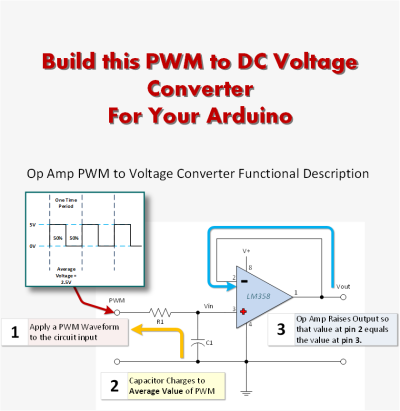 Build this PWM to DC Voltage
Converter
For Your Arduino
Op Amp PWM to Voltage Converter Functional Description
One Time
Period
5V
50%
50%
0V
Average
Voltage =
2.5V
V+
8
2
LM358
1
Vout
PWM
Vin
3
R1
4
C1
1
Apply a PWM Waveform
to the circuit input
3
Op Amp Raises Output so
that value at pin 2 equals
the value at pin 3.
2
Capacitor Charges to
Average Value of PWM